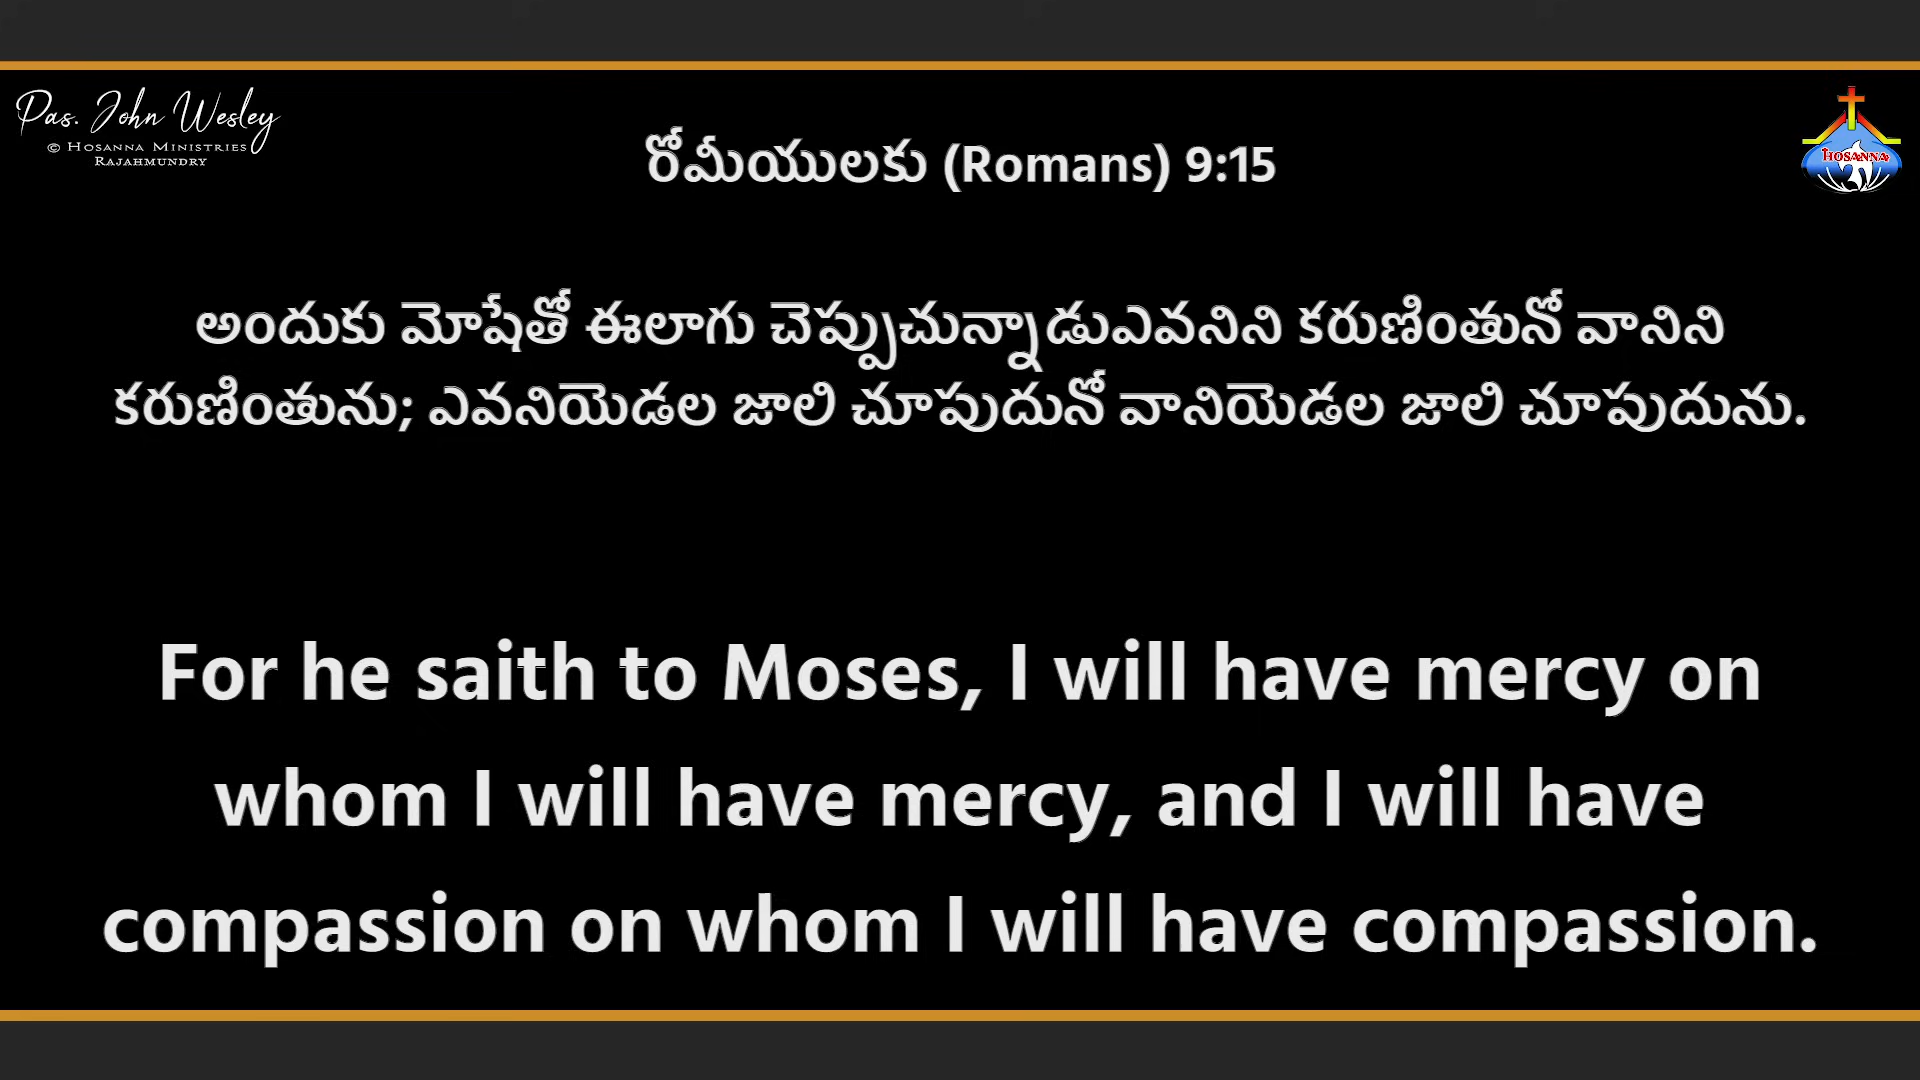 Pas. John Wesley
© HOSANNA MINISTRIES
RAJAHMUNDRY
HOSANNA
రోమీయులకు (Romans) 9:15
అందుకు మోషేతో ఈలాగు చెప్పుచున్నాడుఎవనిని కరుణింతునో వానిని
కరుణింతును; ఎవనియెడల జాలి చూపుదునో వానియెడల జాలి చూపుదును.
For he saith to Moses, I will have mercy on
whom I will have mercy, and I will have
compassion on whom I will have compassion.